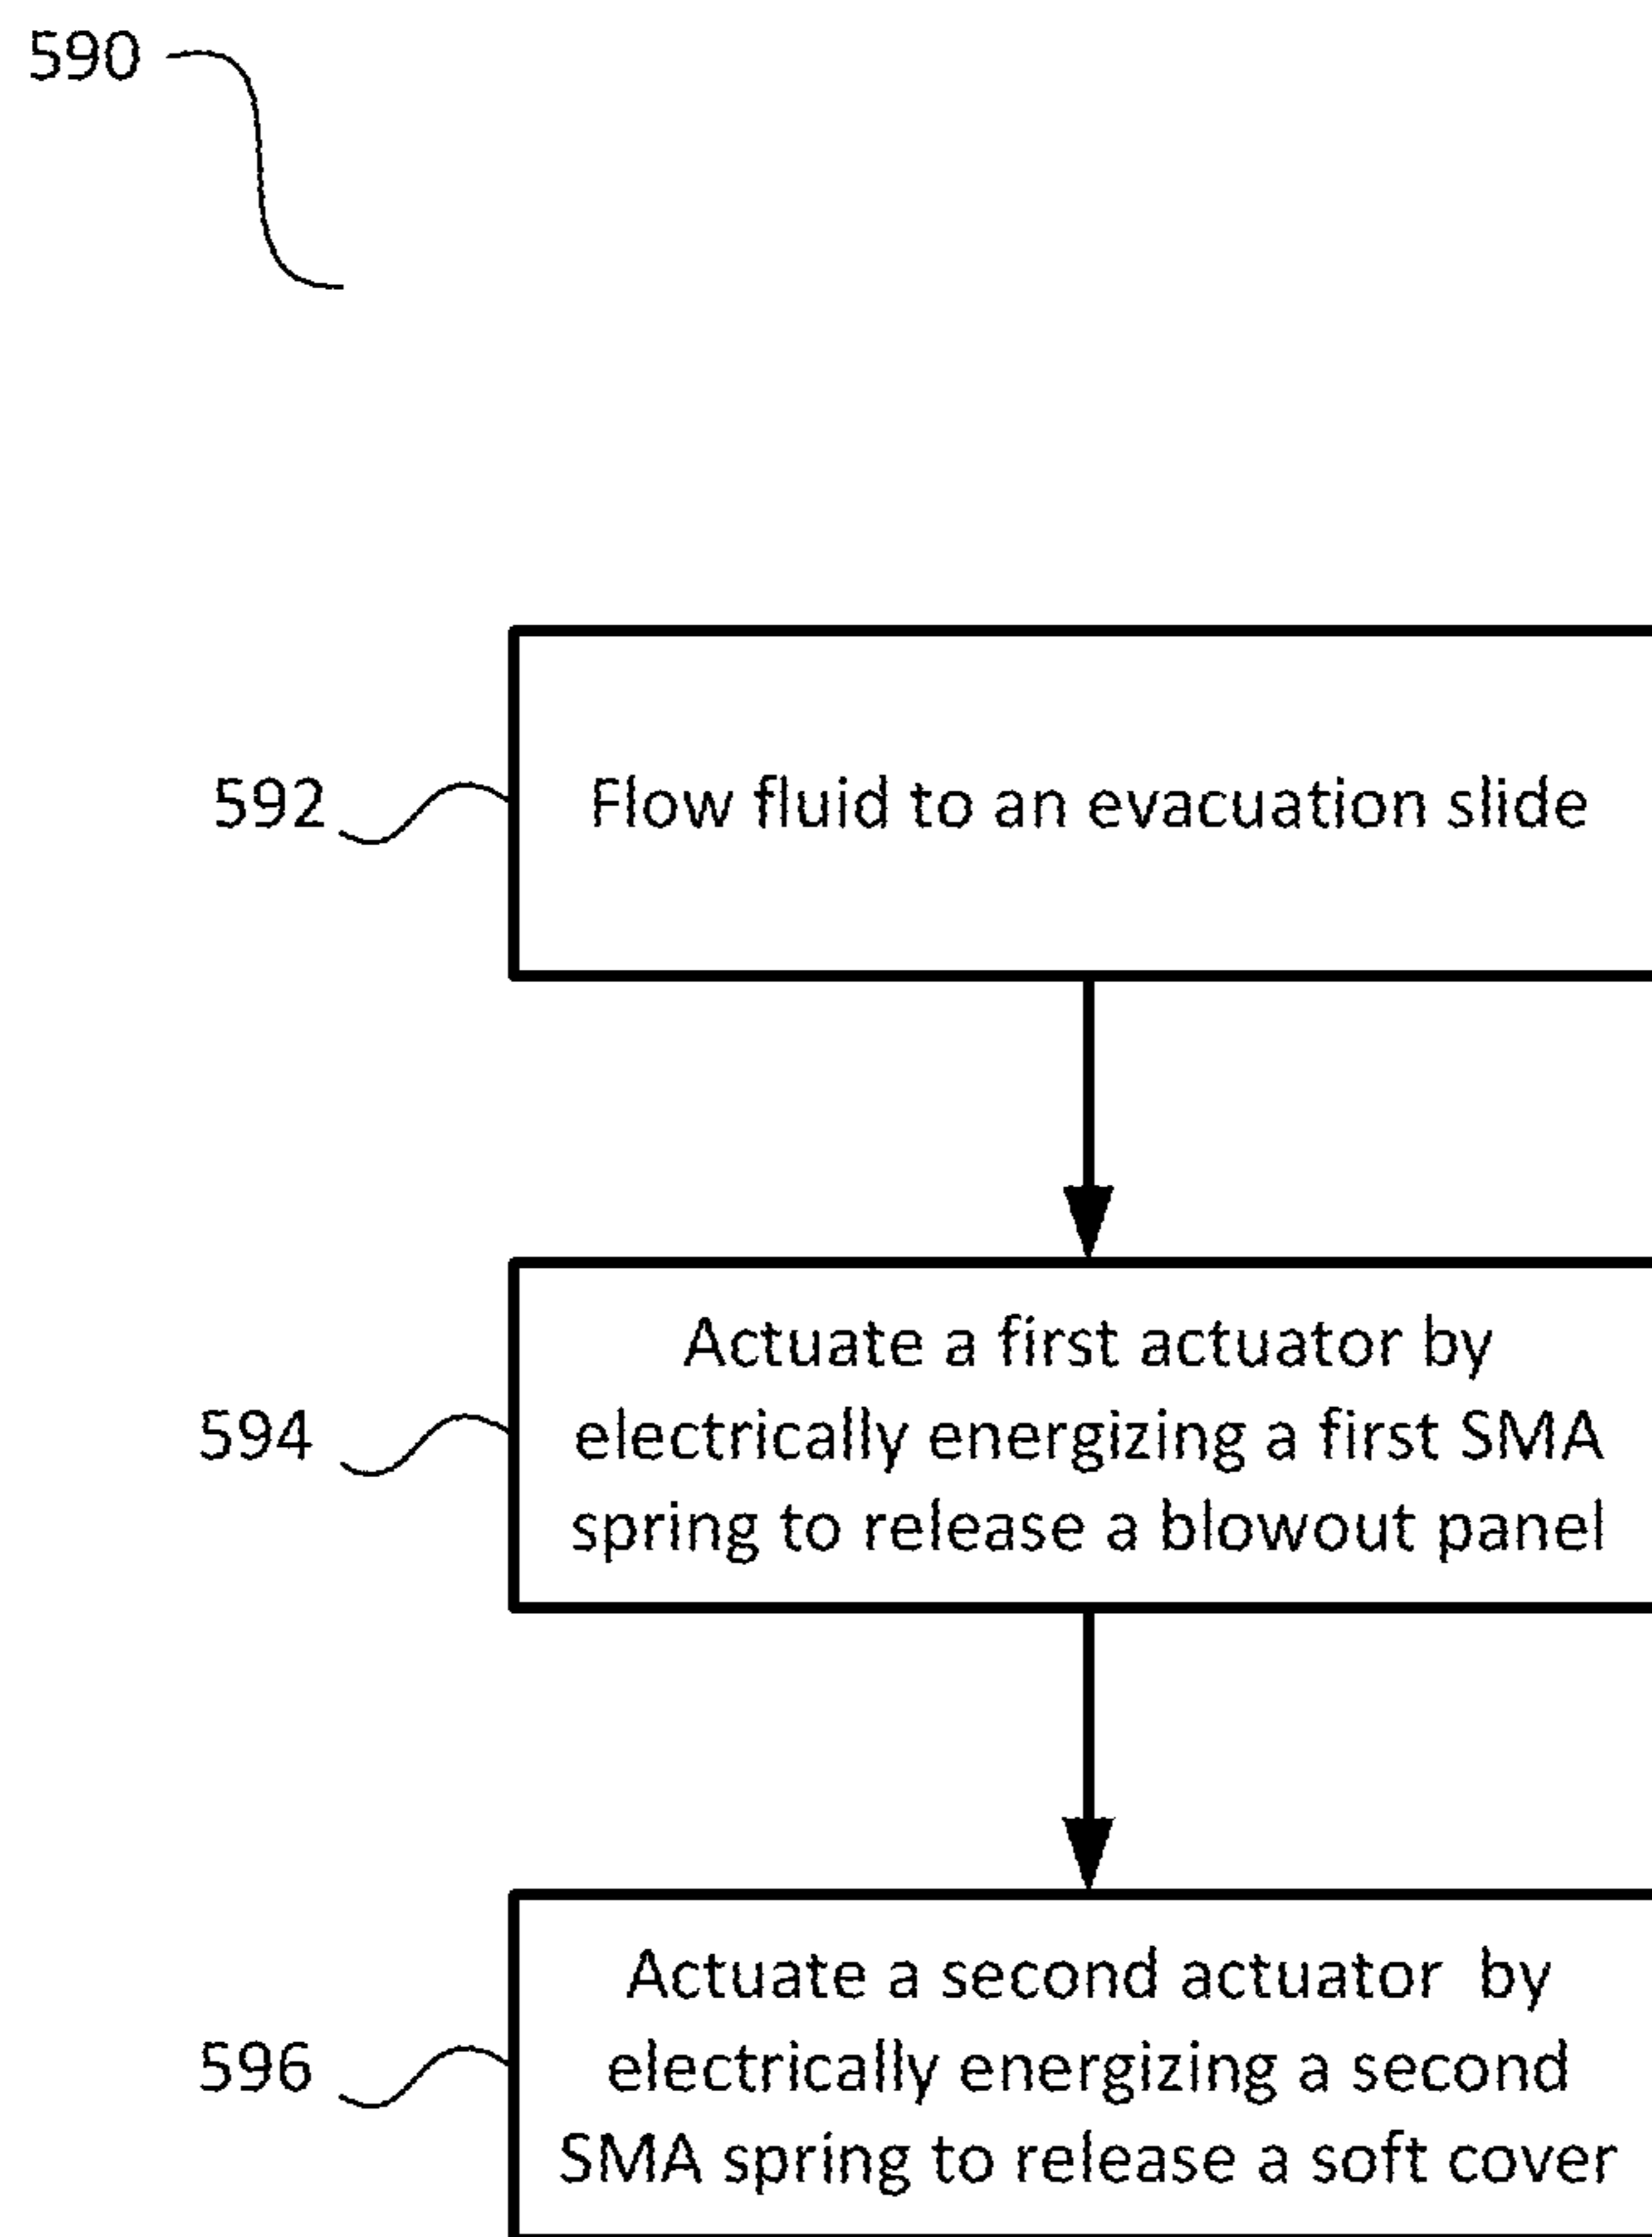 590
592
Flow fluid to an evacuation slide
594
Actuate a first actuator by
electrically energizing a first SMA
spring to release a blowout panel
596
Actuate a second actuator by
electrically energizing a second
SMA spring to release a soft cover